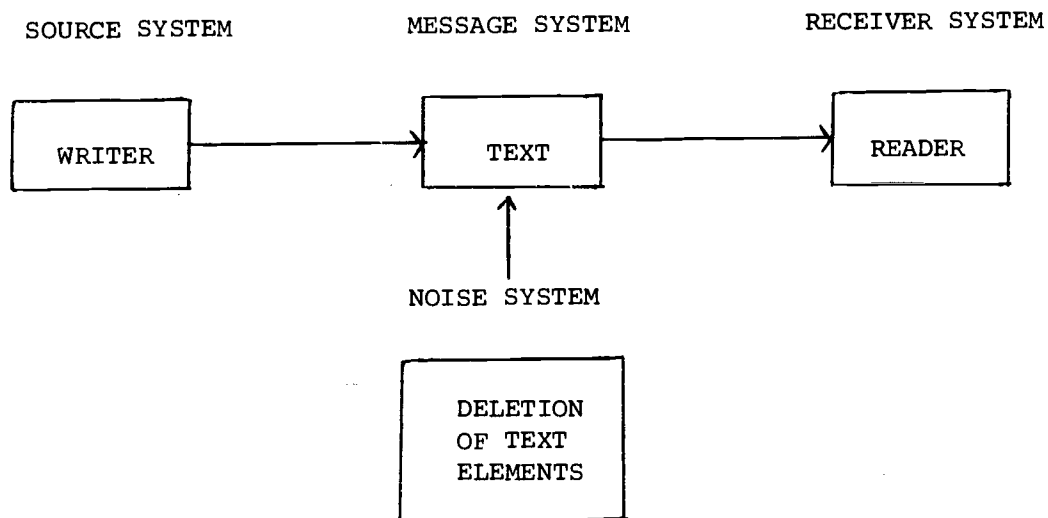 SOURCE SYSTEM MESSAGE SYSTEM RECEIVER SYSTEM
WRITER TEXT READER
NOISE SYSTEM
DELETION
OF TEXT
ELEMENTS